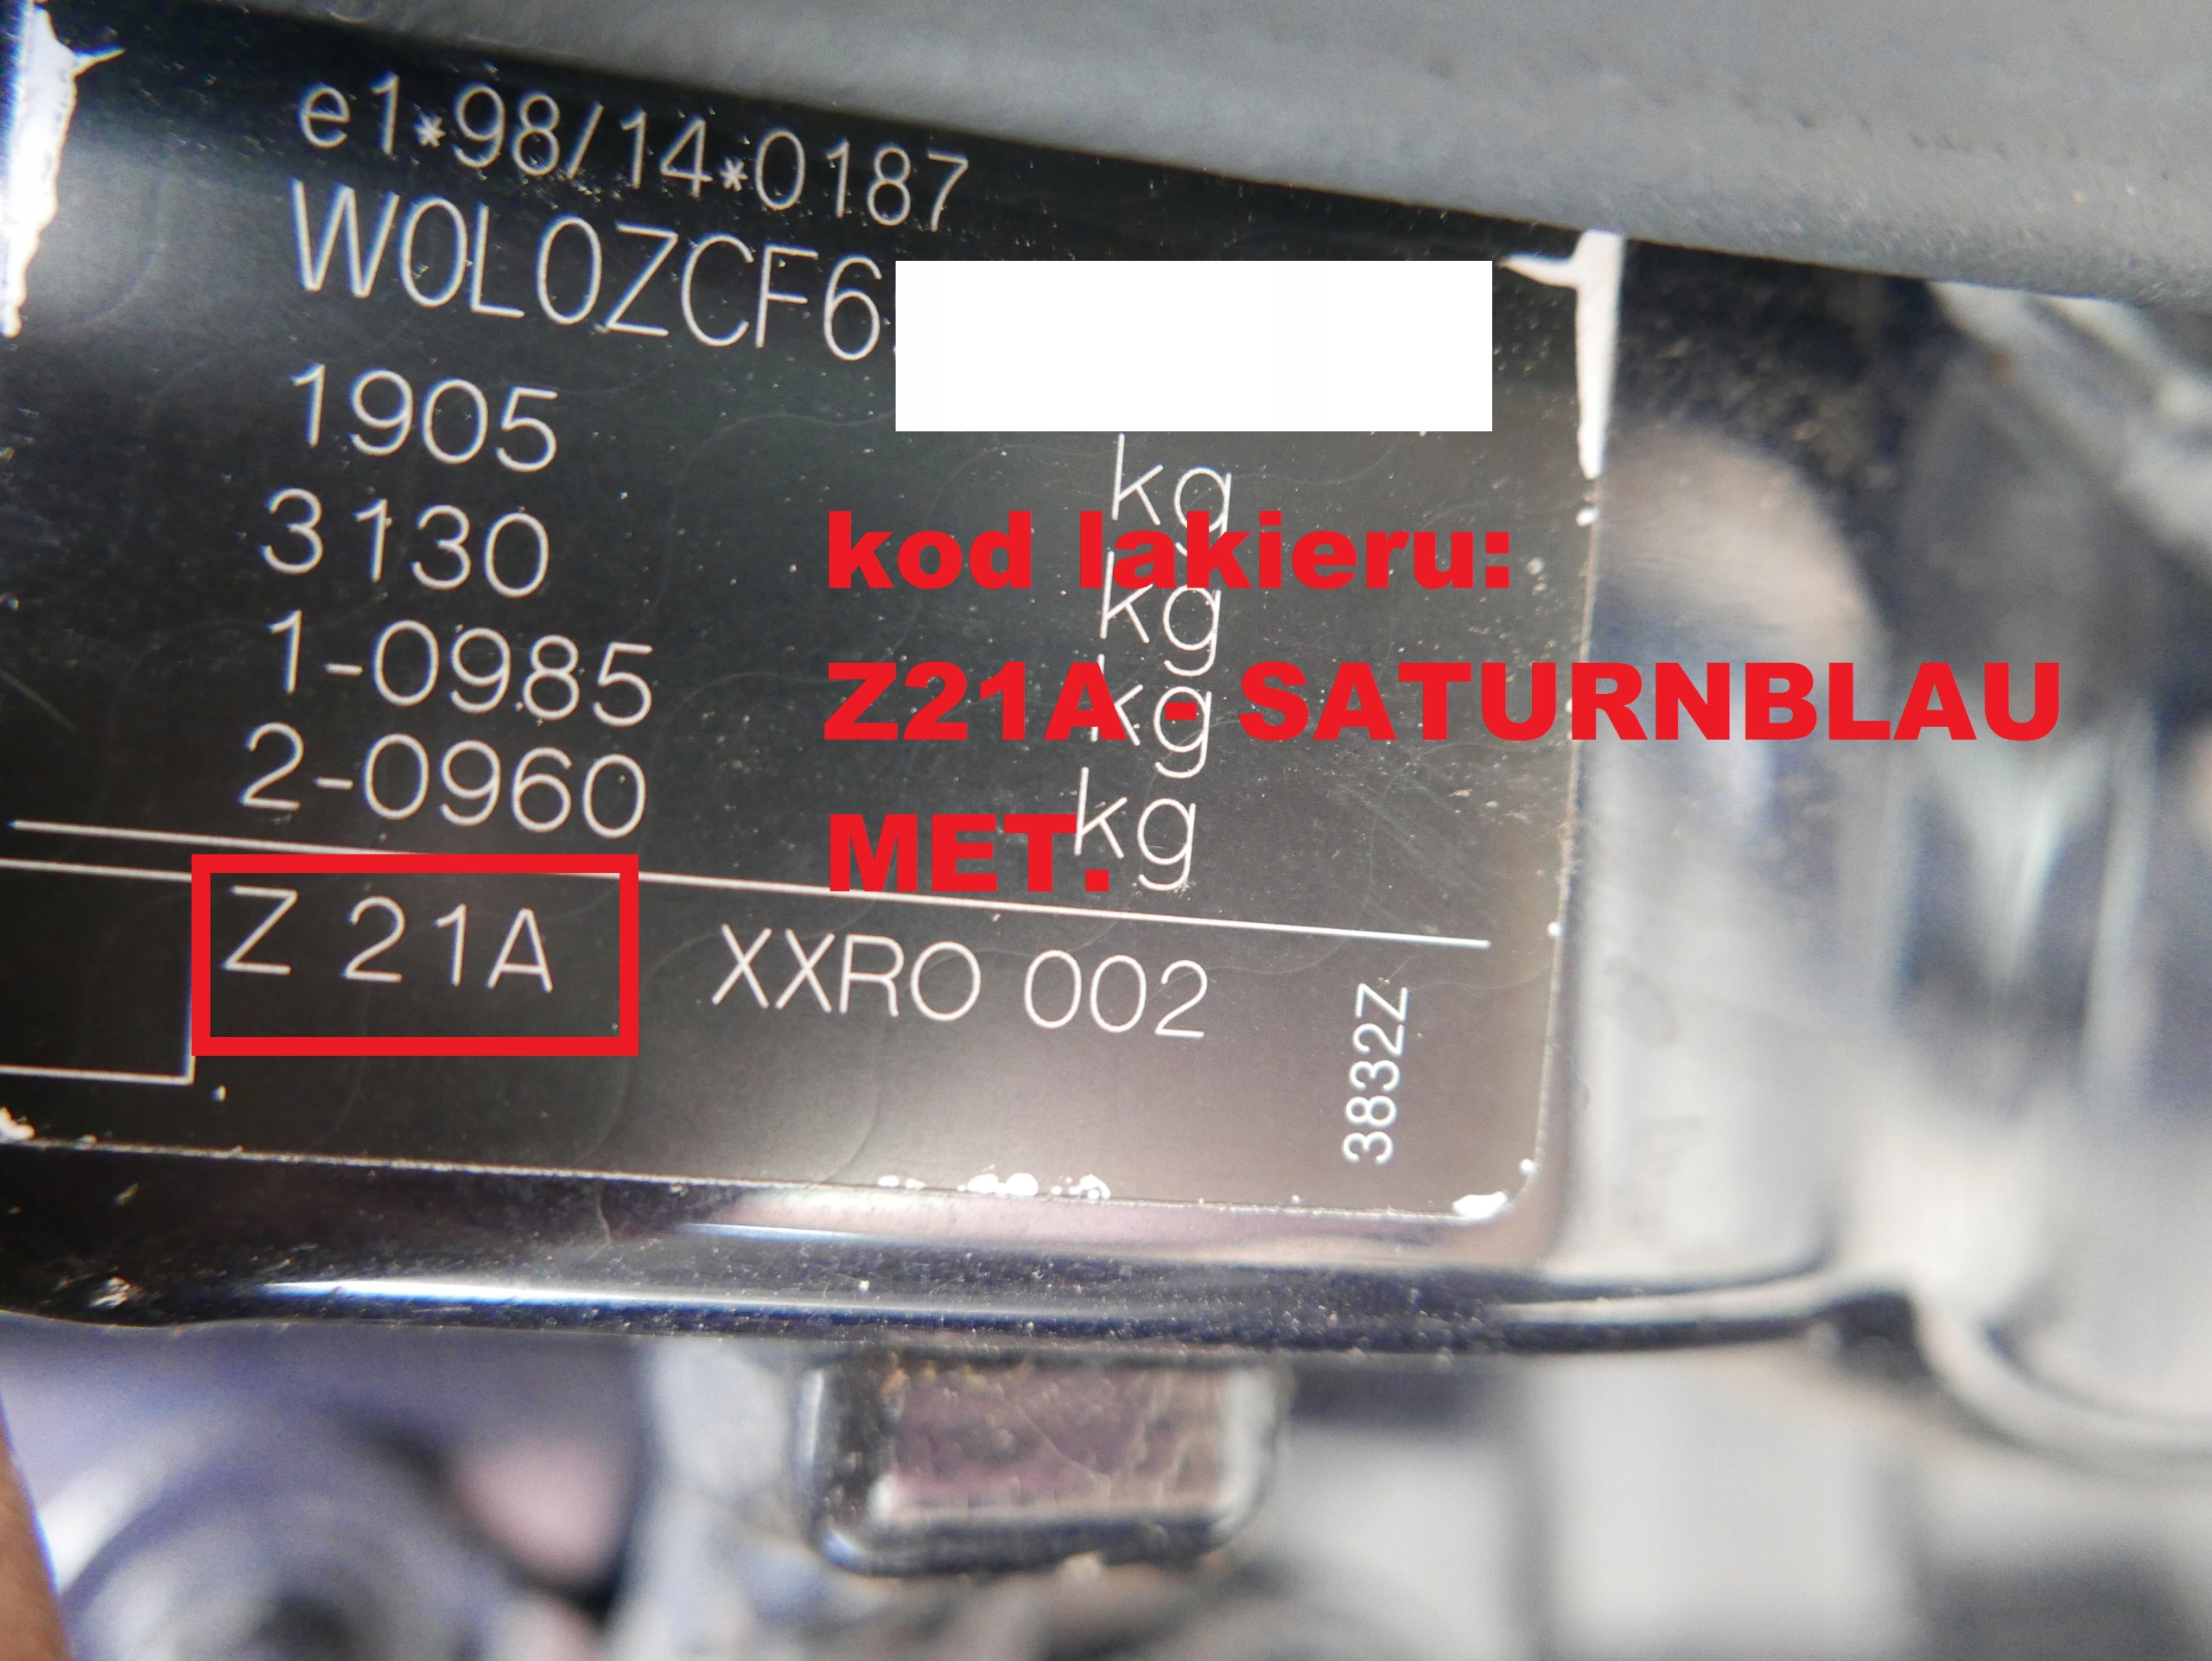 e1*98/14*0187
W0L0ZCF6
1905 kg
3130 kg
1-0985 kg
2-0960 kg
kod lakieru:
Z21A - SATURNBLAU
MET.
Z 21A XXRO 002
3832Z